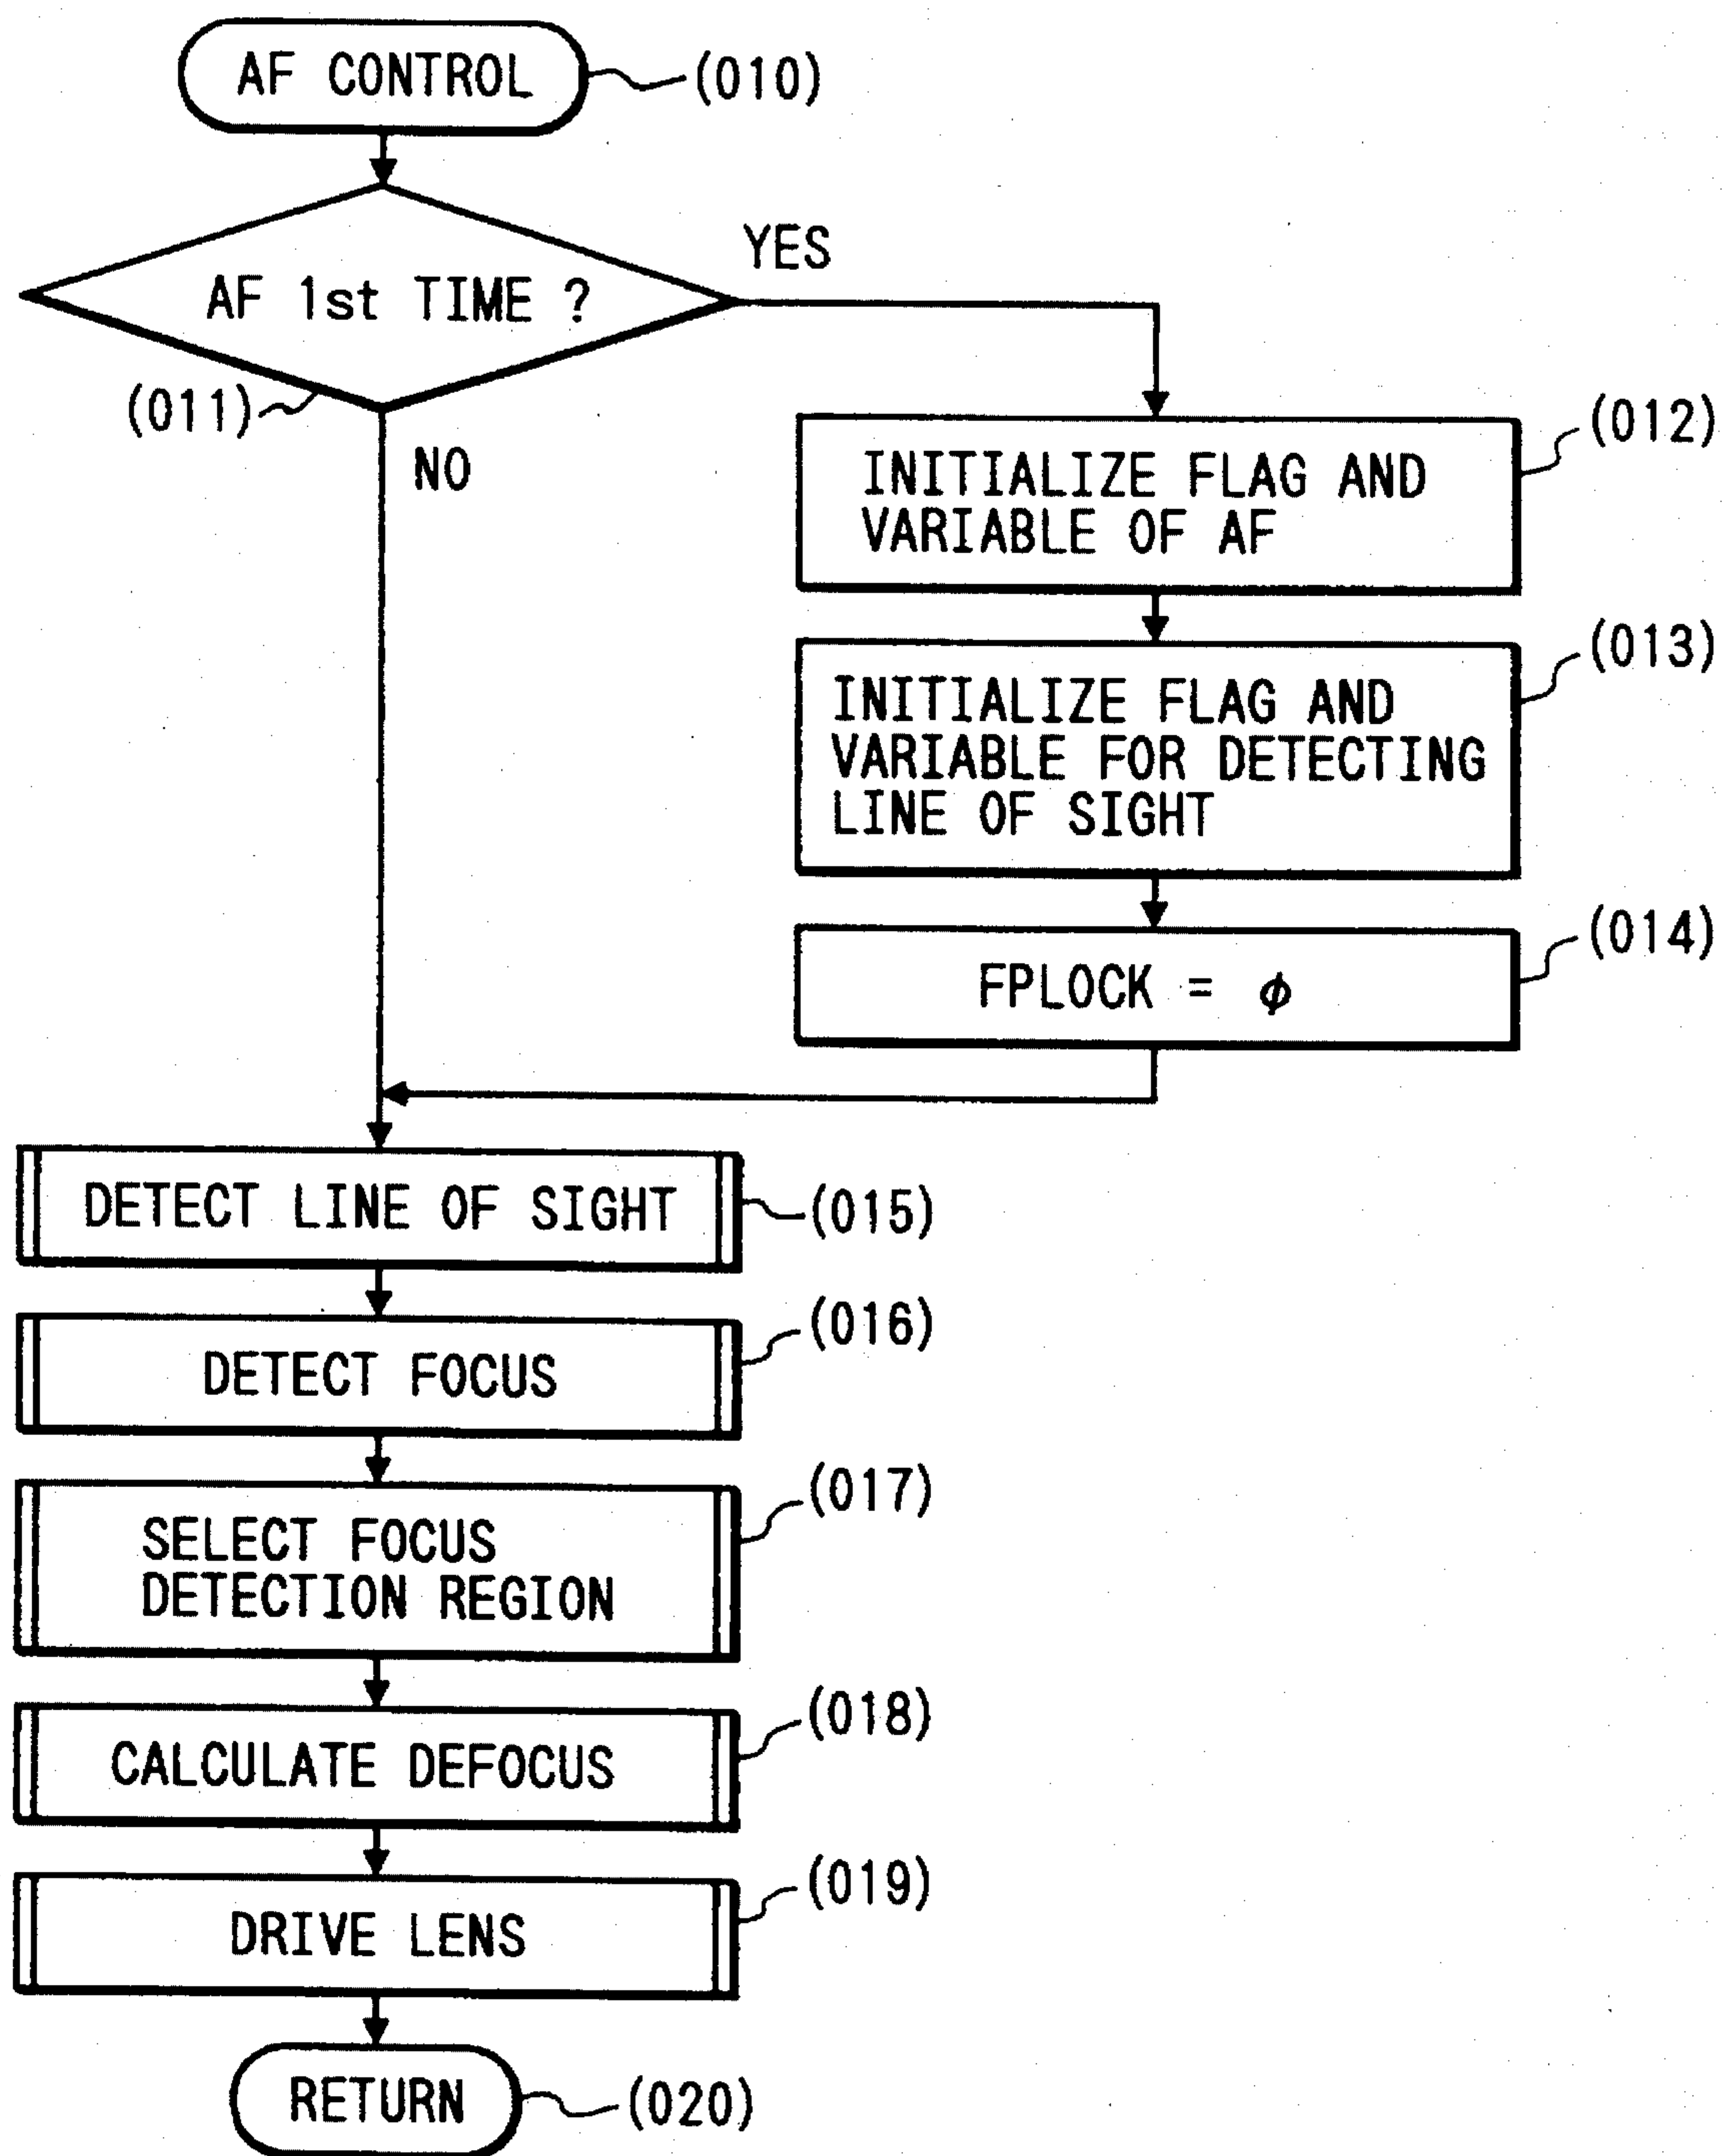 AF CONTROL
(010)
AF 1st TIME ?
(011)
YES
NO
INITIALIZE FLAG AND
VARIABLE OF AF
(012)
INITIALIZE FLAG AND
VARIABLE FOR DETECTING
LINE OF SIGHT
(013)
FPLOCK = ϕ
(014)
DETECT LINE OF SIGHT
(015)
DETECT FOCUS
(016)
SELECT FOCUS
DETECTION REGION
(017)
CALCULATE DEFOCUS
(018)
DRIVE LENS
(019)
RETURN
(020)